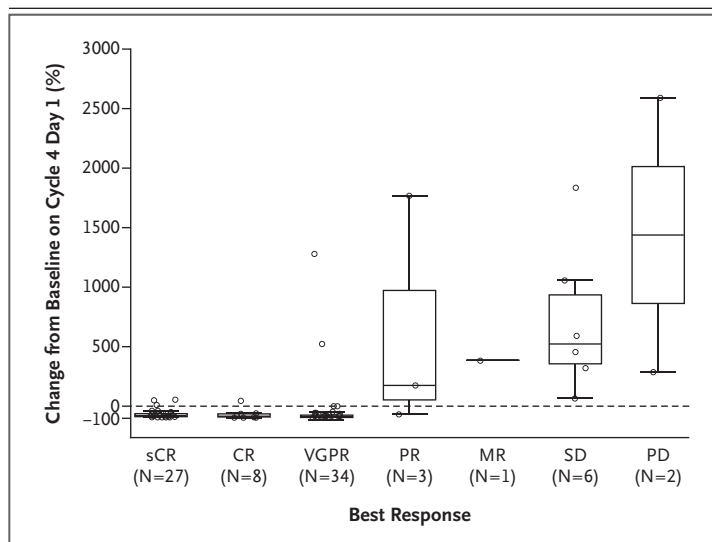 Change from Baseline on Cycle 4 Day 1 (%)
3000
2500
2000
1500
1000
500
0
−100
sCR CR VGPR PR MR SD PD
(N=27) (N=8) (N=34) (N=3) (N=1) (N=6) (N=2)
Best Response